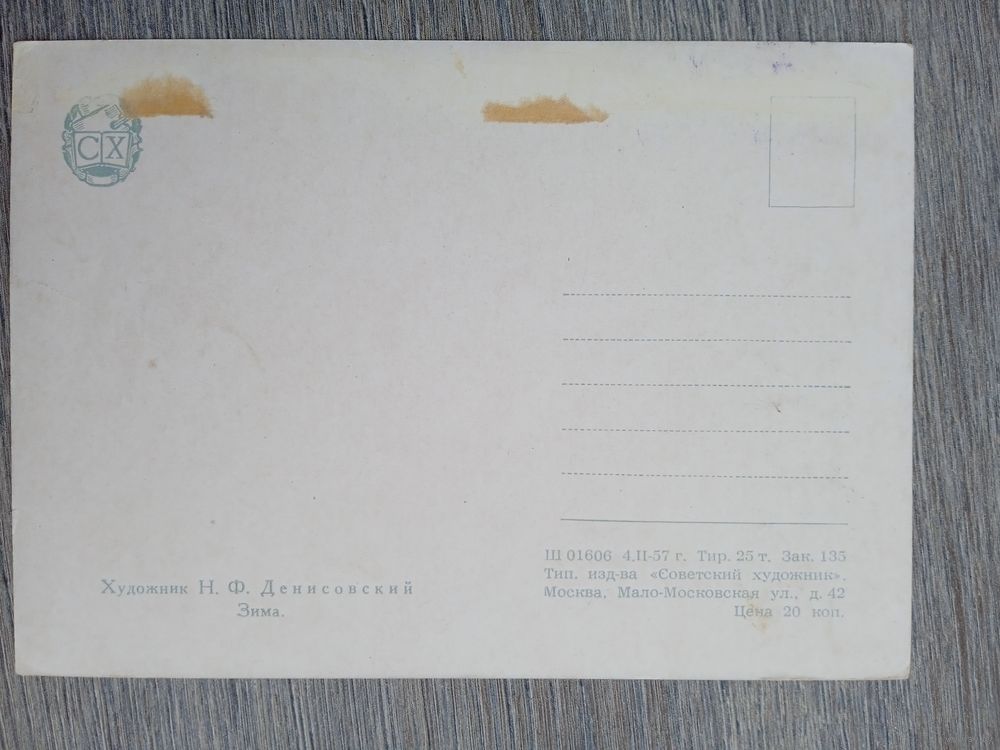 СХ
Художник Н. Ф. Денисовский
Зима.
Ш 01606 4.II-57 г. Тир. 25 т. Зак. 135
Тип. изд-ва «Советский художник».
Москва, Мало-Московская ул., д. 42
Цена 20 коп.